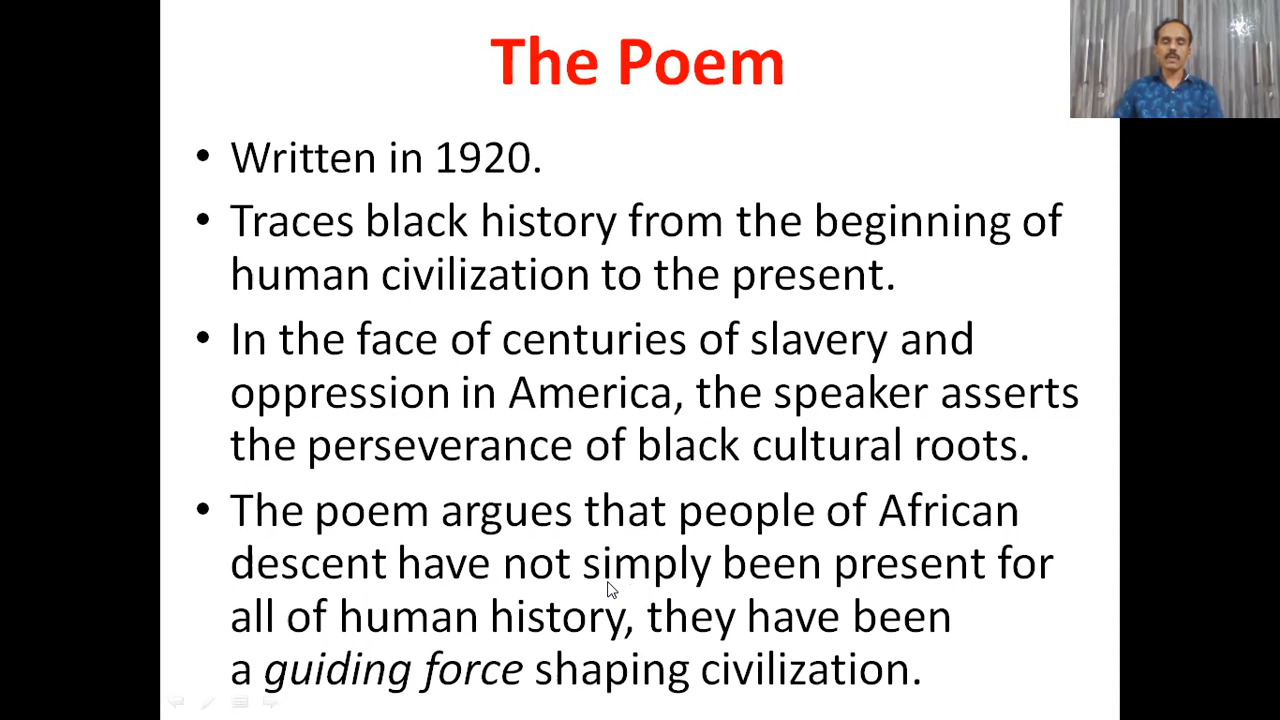 The Poem
• Written in 1920.
• Traces black history from the beginning of
human civilization to the present.
• In the face of centuries of slavery and
oppression in America, the speaker asserts
the perseverance of black cultural roots.
• The poem argues that people of African
descent have not simply been present for
all of human history, they have been
a guiding force shaping civilization.